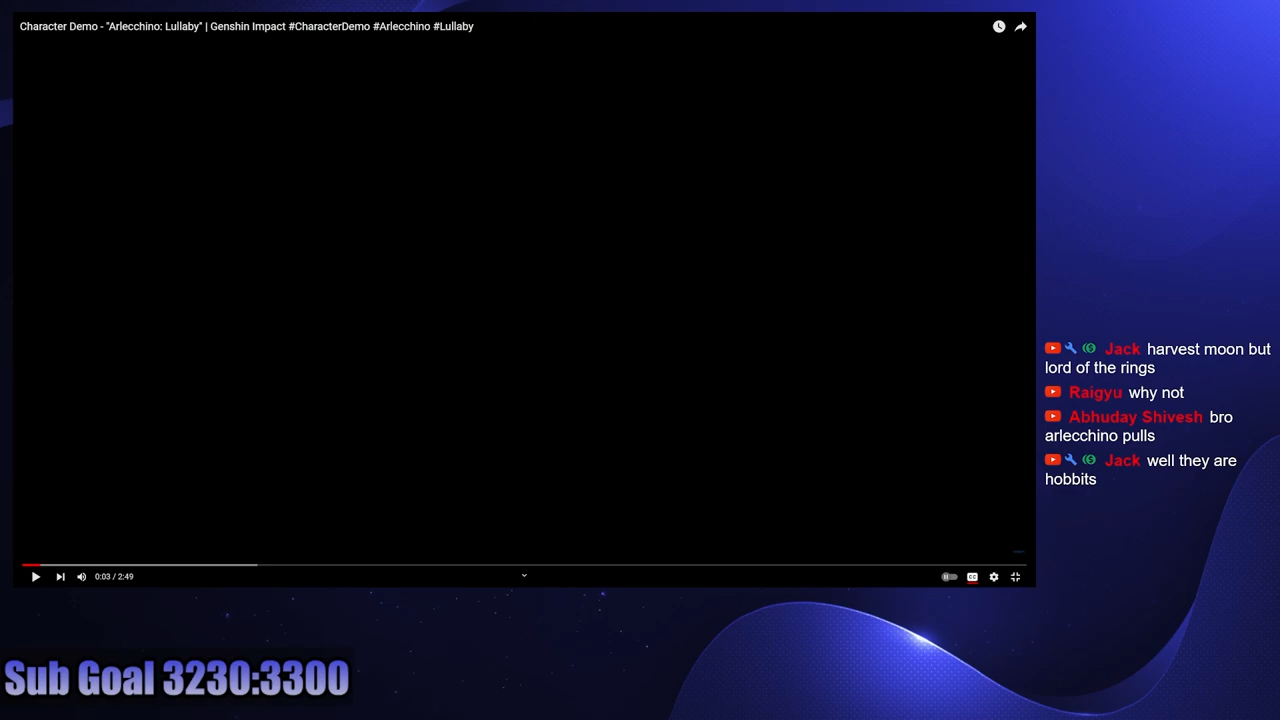 Character Demo - "Arlecchino: Lullaby" | Genshin Impact #CharacterDemo #Arlecchino #Lullaby
Jack harvest moon but
lord of the rings
Raigyu why not
Abhuday Shivesh bro
arlecchino pulls
Jack well they are
hobbits
0:03 / 2:49
CC
Sub Goal 3230:3300